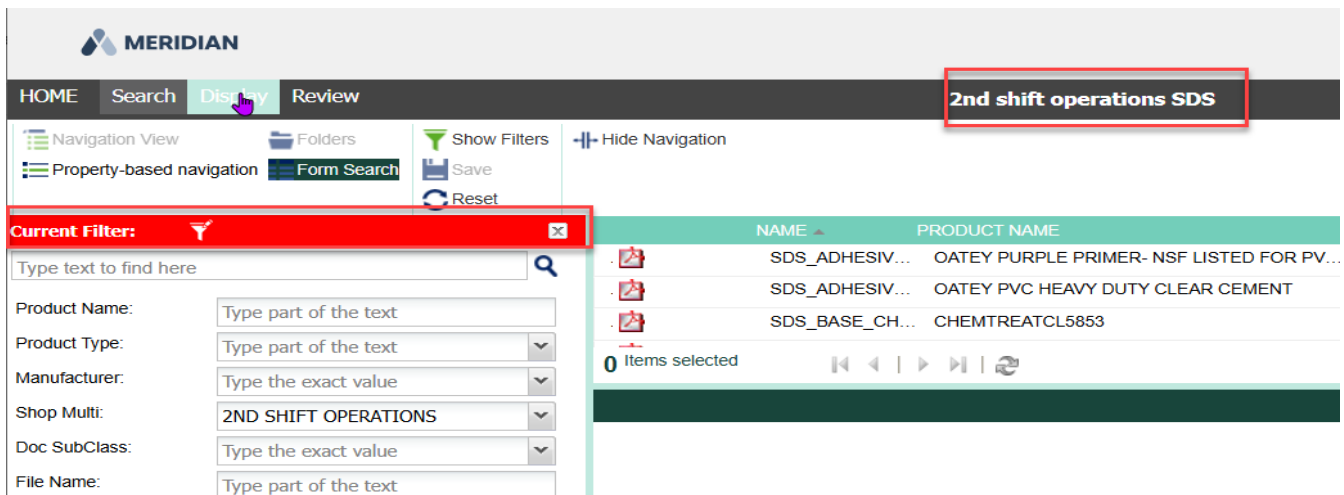 MERIDIAN
HOME Search Display Review 2nd shift operations SDS
Navigation View Folders Show Filters Hide Navigation
Property-based navigation Form Search Save
Reset
Current Filter:
NAME PRODUCT NAME
Type text to find here
SDS_ADHESIV... OATEY PURPLE PRIMER- NSF LISTED FOR PV...
SDS_ADHESIV... OATEY PVC HEAVY DUTY CLEAR CEMENT
SDS_BASE_CH... CHEMTREATCL5853
0 Items selected
Product Name: Type part of the text
Product Type: Type part of the text
Manufacturer: Type the exact value
Shop Multi: 2ND SHIFT OPERATIONS
Doc SubClass: Type the exact value
File Name: Type part of the text